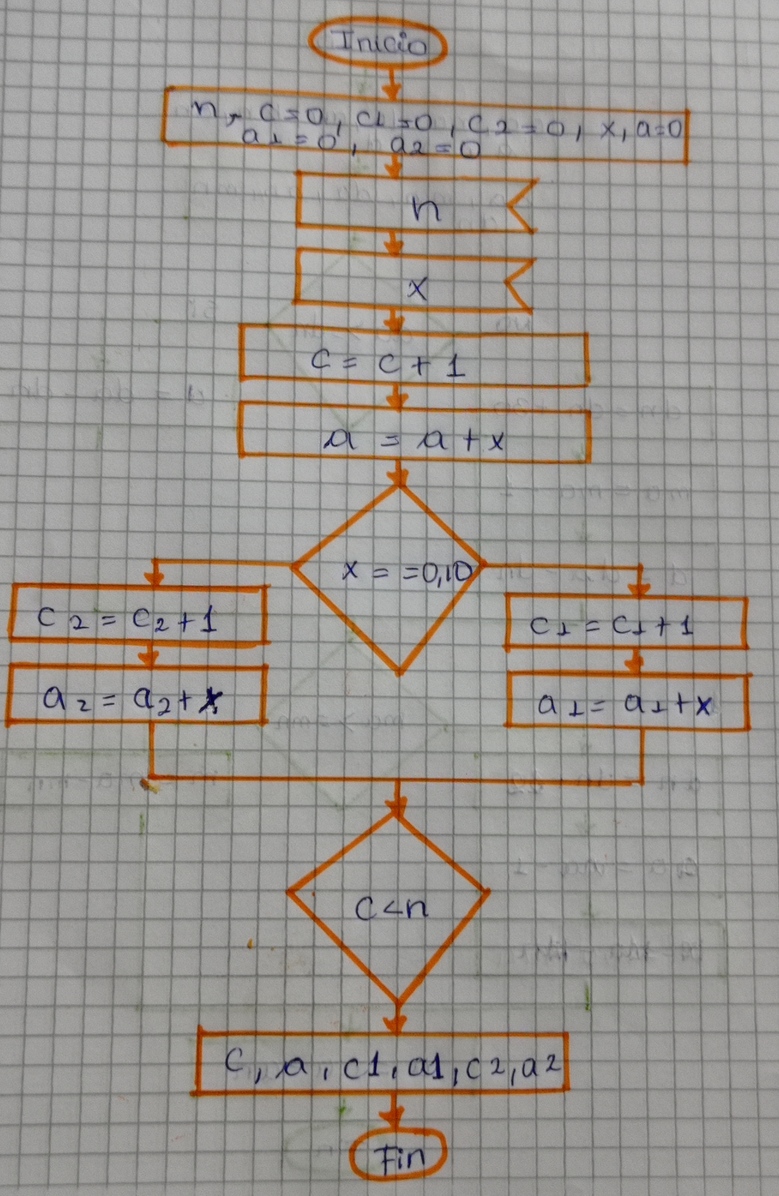 Inicio
n, c=0, c1=0, c2=0, x, a=0
a1=0, a2=0
n
x
c = c + 1
a = a + x
x = =0,10
c2 = c2+1
c1 = c1+1
a2 = a2+x
a1= a1+x
c<n
c, a, c1, a1, c2, a2
Fin